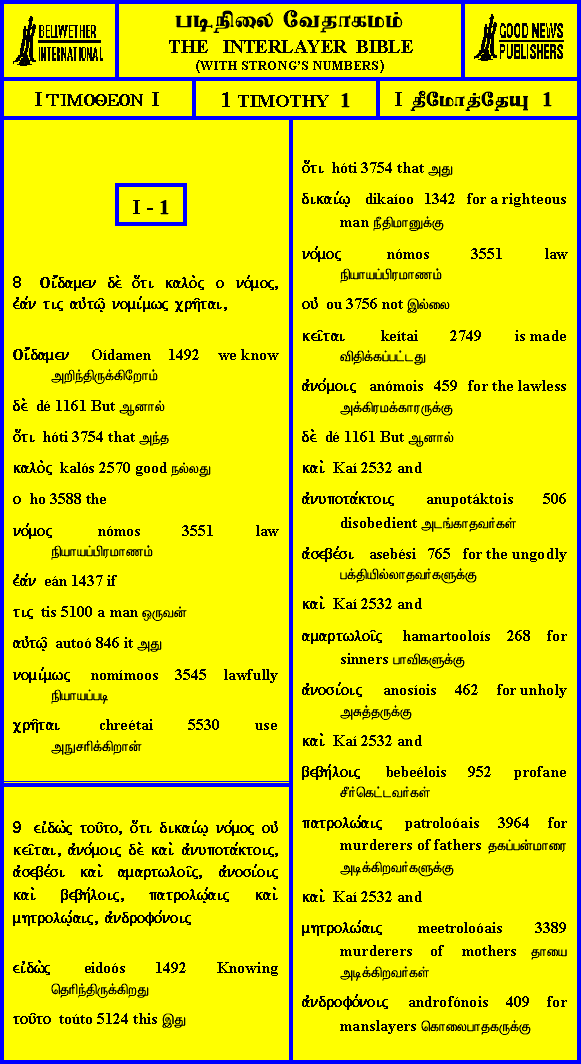 BELLWETHER
INTERNATIONAL
படிநிலை வேதாகமம்
THE INTERLAYER BIBLE
(WITH STRONG'S NUMBERS)
GOOD NEWS
PUBLISHERS
I ΤΙΜΟΘΕΟΝ I
1 TIMOTHY 1
I தீமோத்தேயு 1
I - 1
8 Οἴδαμεν δὲ ὅτι καλὸς ο νόμος,
ἐάν τις αὐτῷ νομίμως χρῆται,
Οἴδαμεν Oídamen 1492 we know
அறிந்திருக்கிறோம்
δὲ dé 1161 But ஆனால்
ὅτι hóti 3754 that அந்த
καλὸς kalós 2570 good நல்லது
ο ho 3588 the
νόμος nómos 3551 law
நியாயப்பிரமாணம்
ἐάν eán 1437 if
τις tis 5100 a man ஒருவன்
αὐτῷ autoó 846 it அது
νομίμως nomímoos 3545 lawfully
நியாயப்படி
χρῆται chreétai 5530 use
அநுசரிக்கிறான்
9 εἰδὼς τοῦτο, ὅτι δικαίῳ νόμος οὐ
κεῖται, ἀνόμοις δὲ καὶ ἀνυποτάκτοις,
ἀσεβέσι καὶ αμαρτωλοῖς, ἀνοσίοις
καὶ βεβήλοις, πατρολῴαις καὶ
μητρολῴαις, ἀνδροφόνοις
εἰδὼς eidoós 1492 Knowing
தெரிந்திருக்கிறது
τοῦτο toúto 5124 this இது
ὅτι hóti 3754 that அது
δικαίῳ dikaíoo 1342 for a righteous
man நீதிமானுக்கு
νόμος nómos 3551 law
நியாயப்பிரமாணம்
οὐ ou 3756 not இல்லை
κεῖται keítai 2749 is made
விதிக்கப்பட்டது
ἀνόμοις anómois 459 for the lawless
அக்கிரமக்காரருக்கு
δὲ dé 1161 But ஆனால்
καὶ Kaí 2532 and
ἀνυποτάκτοις anupotáktois 506
disobedient அடங்காதவர்கள்
ἀσεβέσι asebési 765 for the ungodly
பக்தியில்லாதவர்களுக்கு
καὶ Kaí 2532 and
αμαρτωλοῖς hamartooloís 268 for
sinners பாவிகளுக்கு
ἀνοσίοις anosíois 462 for unholy
அசுத்தருக்கு
καὶ Kaí 2532 and
βεβήλοις bebeélois 952 profane
சீர்கெட்டவர்கள்
πατρολῴαις patroloóais 3964 for
murderers of fathers தகப்பன்மாரை
அடிக்கிறவர்களுக்கு
καὶ Kaí 2532 and
μητρολῴαις meetroloóais 3389
murderers of mothers தாயை
அடிக்கிறவர்கள்
ἀνδροφόνοις androfónois 409 for
manslayers கொலைபாதகருக்கு